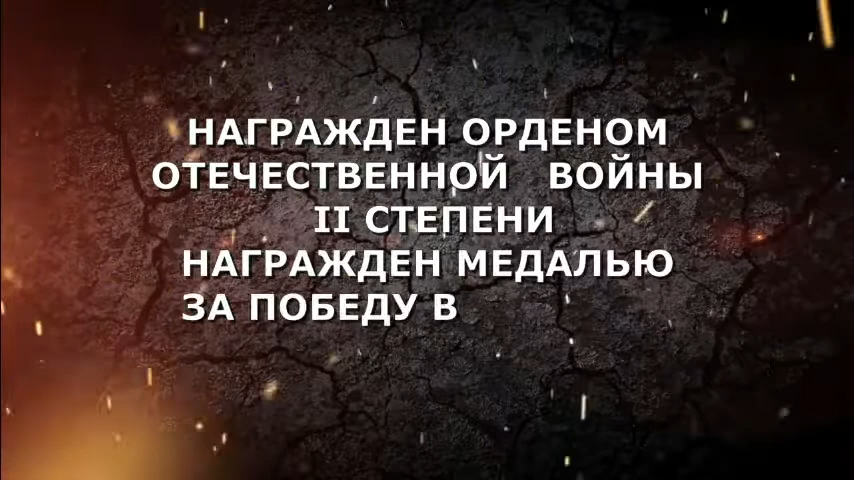 НАГРАЖДЕН ОРДЕНОМ
ОТЕЧЕСТВЕННОЙ ВОЙНЫ
II СТЕПЕНИ
НАГРАЖДЕН МЕДАЛЬЮ
ЗА ПОБЕДУ В